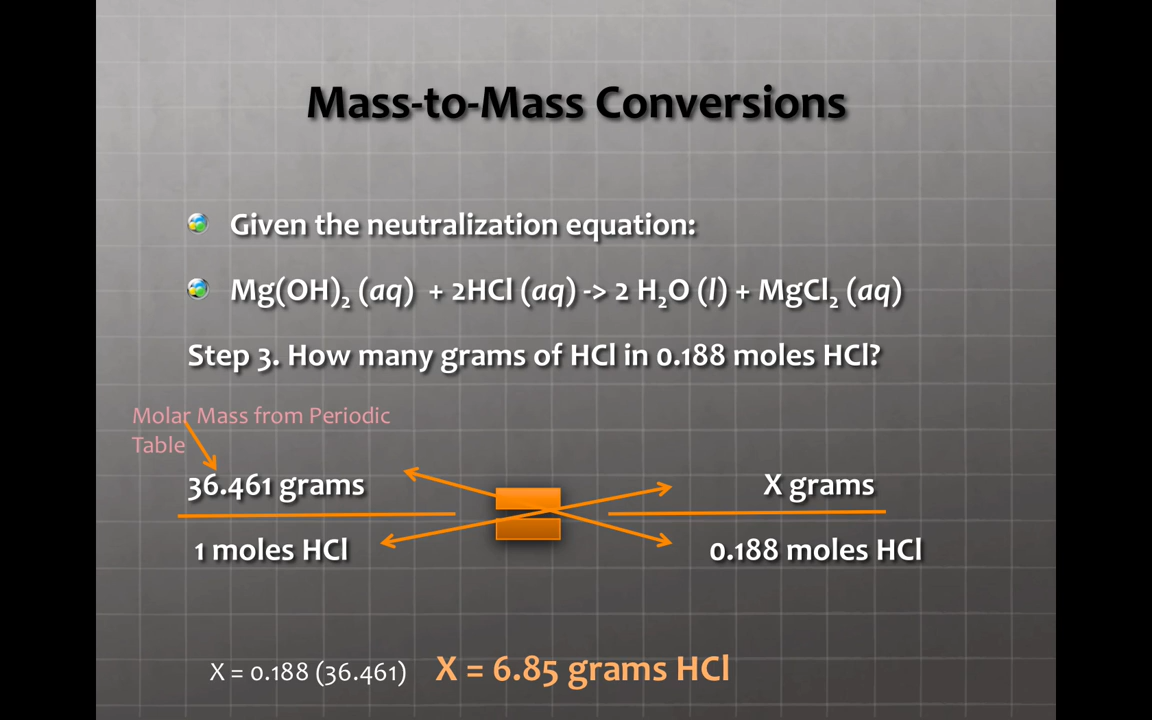 Mass-to-Mass Conversions
Given the neutralization equation:
Mg(OH)₂ (aq) + 2HCl (aq) -> 2 H₂O (l) + MgCl₂ (aq)
Step 3. How many grams of HCl in 0.188 moles HCl?
Molar Mass from Periodic
Table
36.461 grams
X grams
1 moles HCl
0.188 moles HCl
X = 0.188 (36.461) X = 6.85 grams HCl